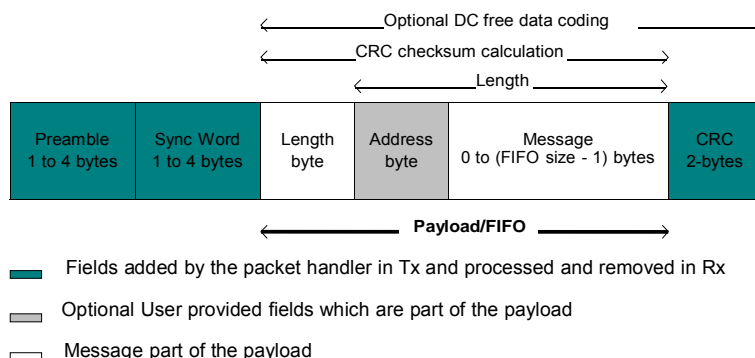 Optional DC free data coding
CRC checksum calculation
Length
Preamble
1 to 4 bytes
Sync Word
1 to 4 bytes
Length
byte
Address
byte
Message
0 to (FIFO size - 1) bytes
CRC
2-bytes
Payload/FIFO
Fields added by the packet handler in Tx and processed and removed in Rx
Optional User provided fields which are part of the payload
Message part of the payload